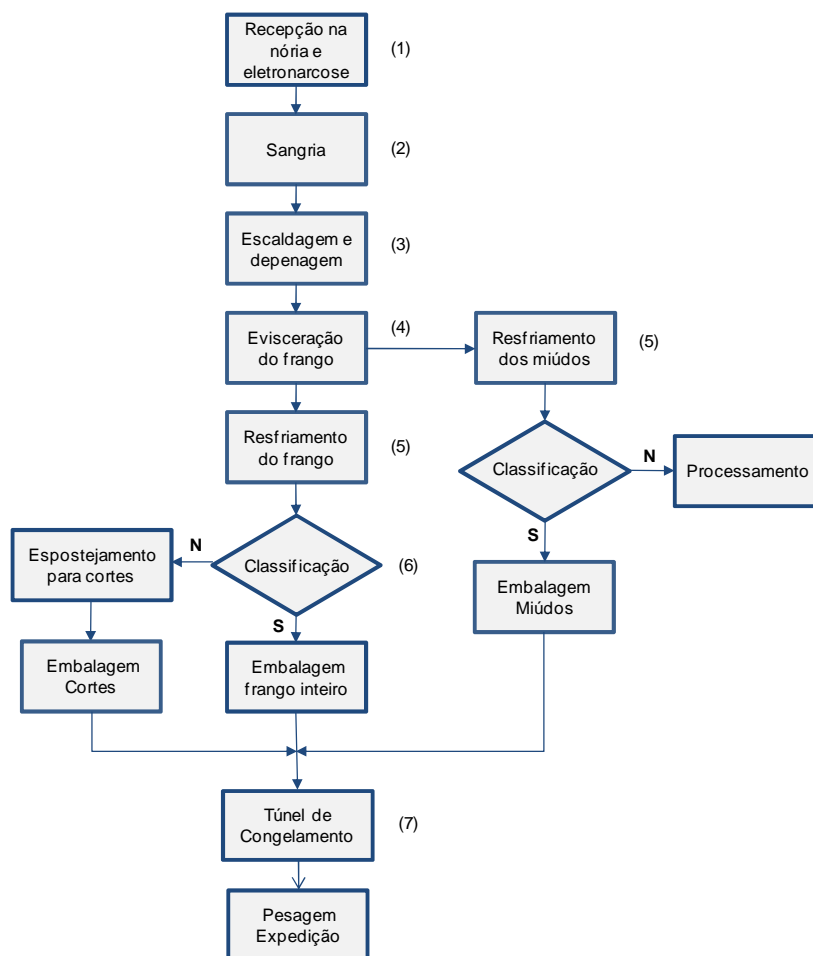 Recepção na
nória e
eletronarcose
(1)
Sangria
(2)
Escaldagem e
depenagem
(3)
Evisceração
do frango
(4)
Resfriamento
dos miúdos
(5)
Resfriamento
do frango
(5)
Classificação
N
Processamento
S
Espostejamento
para cortes
N
Classificação
(6)
S
Embalagem
Miúdos
Embalagem
Cortes
Embalagem
frango inteiro
Túnel de
Congelamento
(7)
Pesagem
Expedição